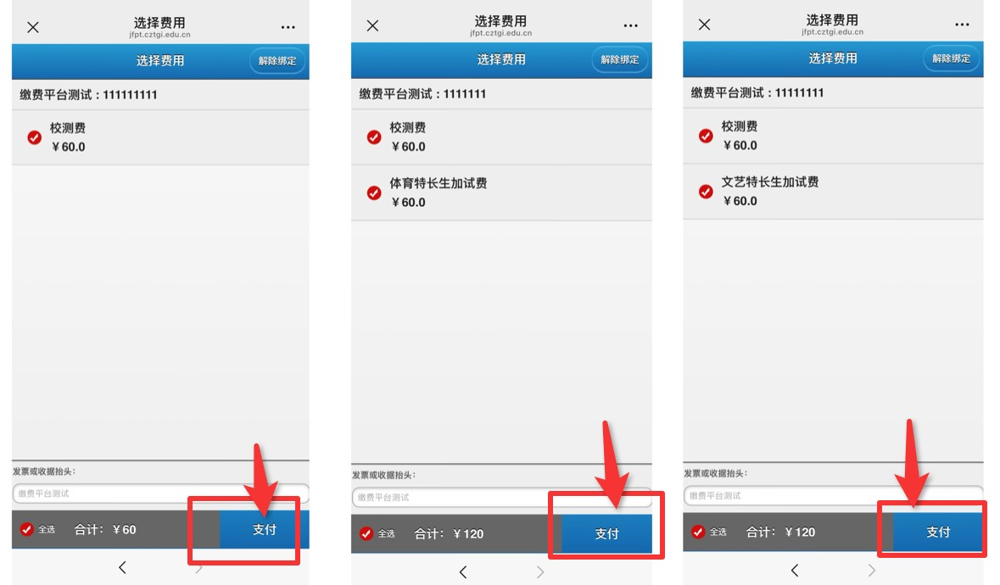 选择费用
jfpt.cztgi.edu.cn
选择费用
解除绑定
缴费平台测试：111111111
校测费
￥60.0
发票或收据抬头：
缴费平台测试
全选 合计：￥60
支付
选择费用
jfpt.cztgi.edu.cn
选择费用
解除绑定
缴费平台测试：1111111
校测费
￥60.0
体育特长生加试费
￥60.0
发票或收据抬头：
缴费平台测试
全选 合计：￥120
支付
选择费用
jfpt.cztgi.edu.cn
选择费用
解除绑定
缴费平台测试：11111111
校测费
￥60.0
文艺特长生加试费
￥60.0
发票或收据抬头：
缴费平台测试
全选 合计：￥120
支付